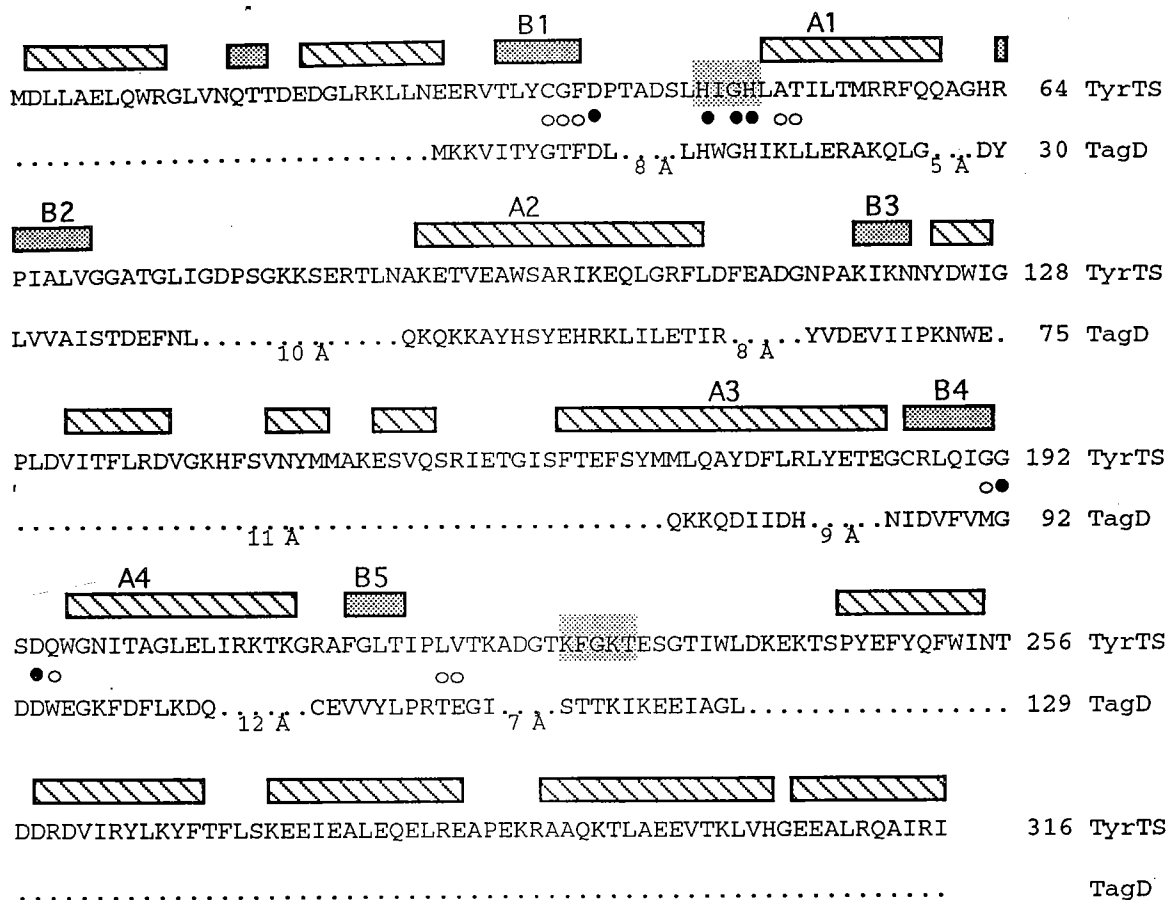 B1 A1
MDLLAELQWRGLVNQTTDEDGLRKLLNEERVTLYCGFDPTADSLHIGHLATILTMRRFQQAGHR 64 TyrTS
...........................MKKVITYGTFDL.....LHWGHIKLLERAKQLG....DY 30 TagD
8 Å 5 Å
B2 A2 B3
PIALVGGATGLIGDPSGKKSERTLNAKETVEAWSARIKEQLGRFLDFEADGNPAKIKNNYDWIG 128 TyrTS
LVVAISTDEFNL.............QKQKKAYHSYEHRKLILETIR.....YVDEVIIPKNWE. 75 TagD
10 Å 8 Å
A3 B4
PLDVITFLRDVGKHFSVNYMMAKESVQSRIETGISFTEFSYMMLQAYDFLRLYETEGCRLQIGG 192 TyrTS
..........................................QKKQDIIDH.....NIDVFVMG 92 TagD
11 Å 9 Å
A4 B5
SDQWGNITAGLELIRKTKGRAFGLTIPLVTKADGTKFGKTESGTIWLDKEKTSPYEFYQFWINT 256 TyrTS
DDWEGKFDFLKDQ......CEVVYLPRTEGI....STTKIKEEIAGL................. 129 TagD
12 Å 7 Å
DDRDVIRYLKYFTFLSKEEIEALEQELREAPEKRAAQKTLAEEVTKLVHGEEALRQAIRI 316 TyrTS
............................................................ TagD